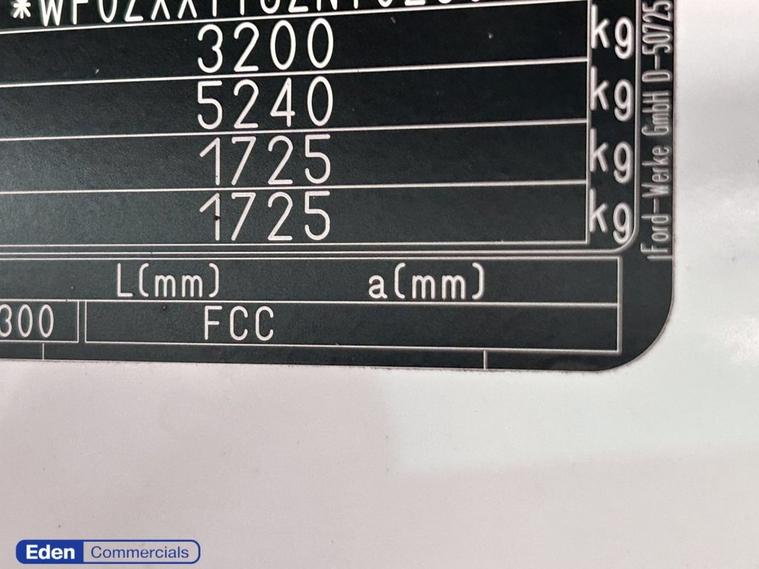 3200 kg
5240 kg
1725 kg
1725 kg
Ford-Werke GmbH D-50725
L(mm) a(mm)
300 FCC
Eden Commercials